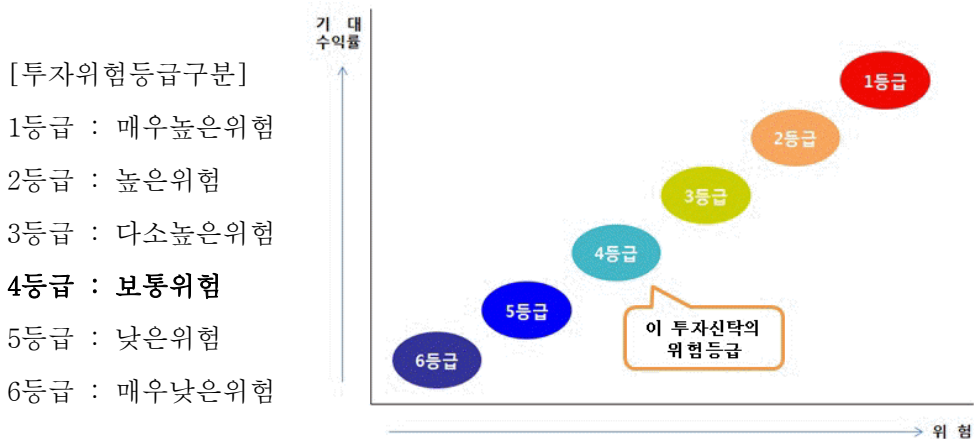 [투자위험등급구분]
1등급 : 매우높은위험
2등급 : 높은위험
3등급 : 다소높은위험
4등급 : 보통위험
5등급 : 낮은위험
6등급 : 매우낮은위험
기 대
수익률
1등급
2등급
3등급
4등급
5등급
6등급
이 투자신탁의
위험등급
위 험